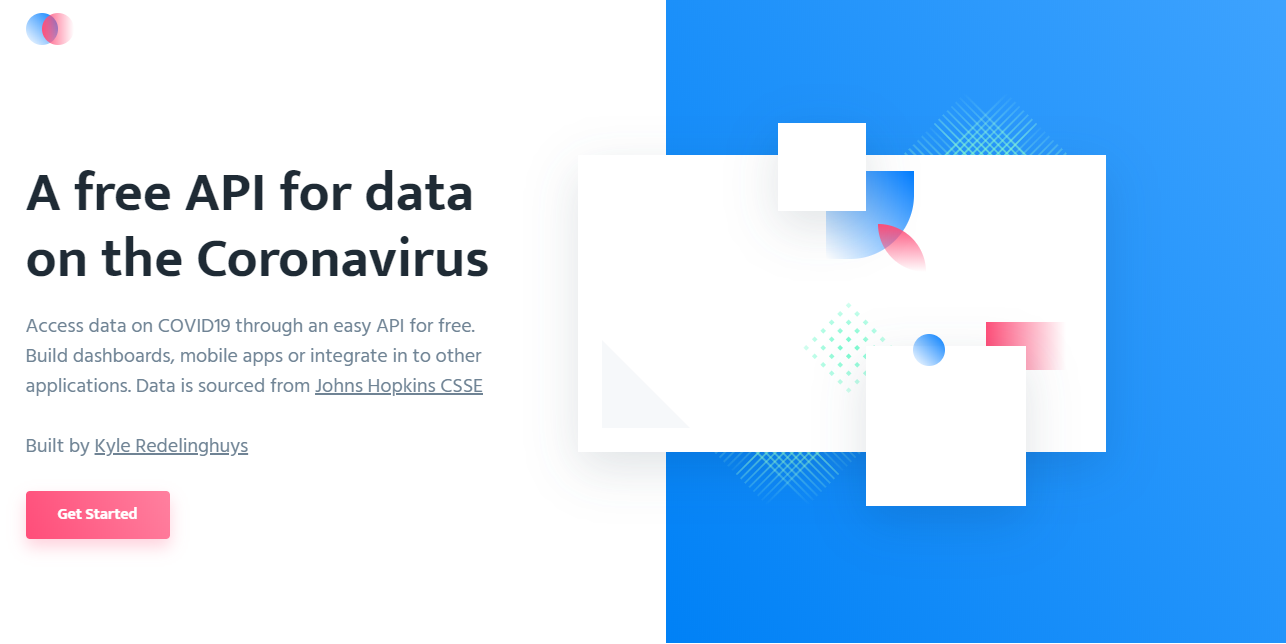 A free API for data
on the Coronavirus
Access data on COVID19 through an easy API for free.
Build dashboards, mobile apps or integrate in to other
applications. Data is sourced from Johns Hopkins CSSE
Built by Kyle Redelinghuys
Get Started